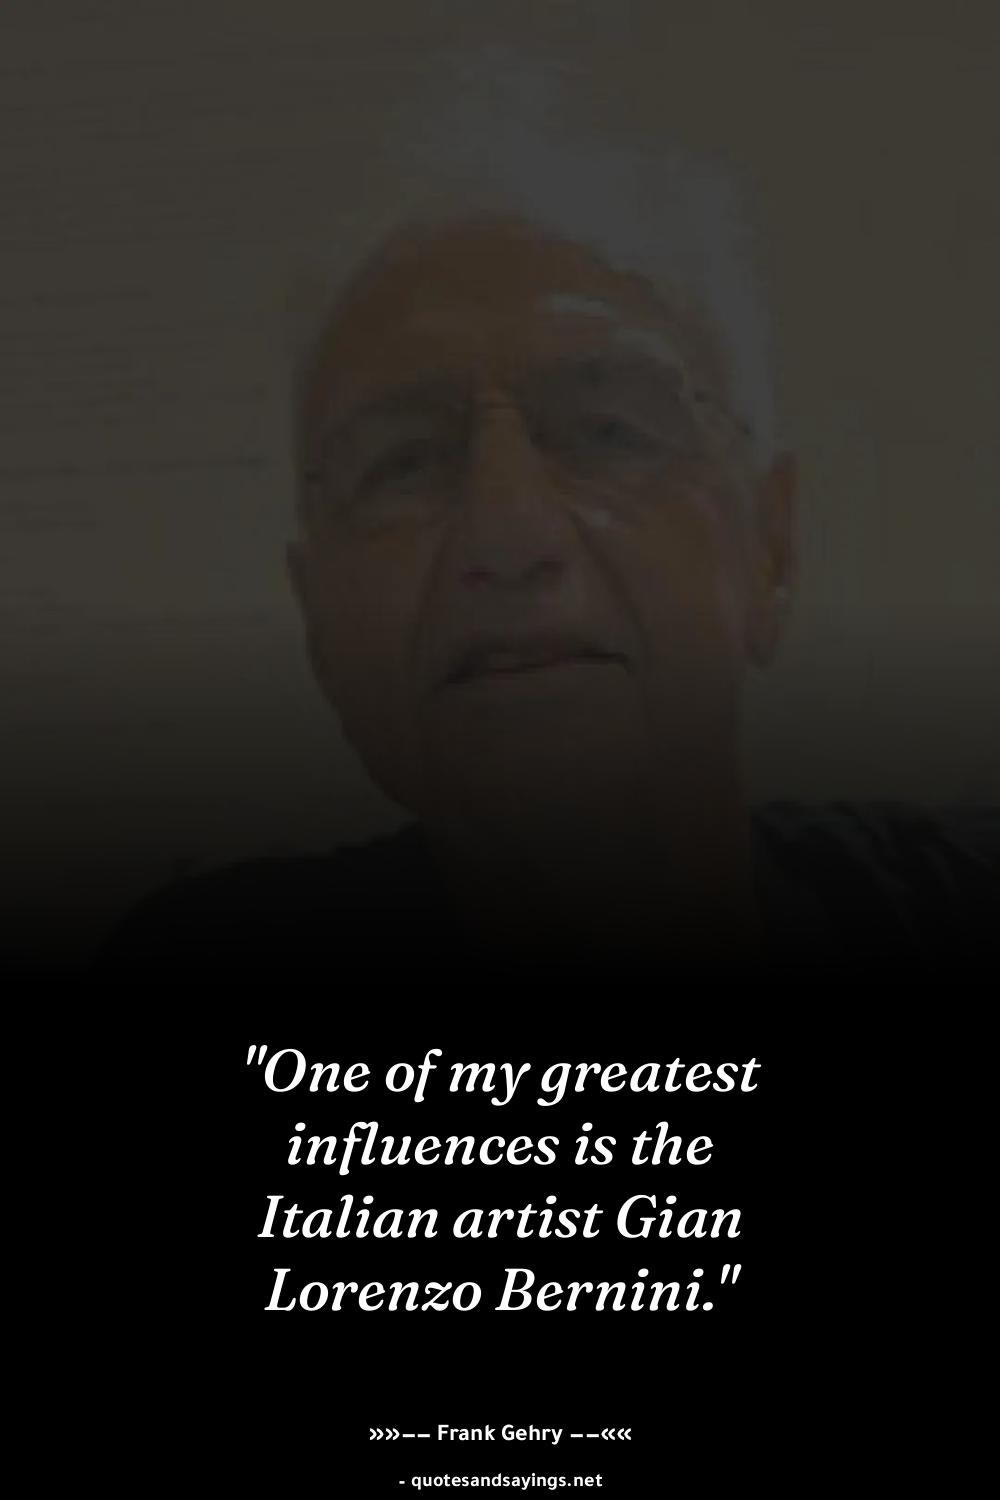 "One of my greatest
influences is the
Italian artist Gian
Lorenzo Bernini."
»»−− Frank Gehry −−««
- quotesandsayings.net